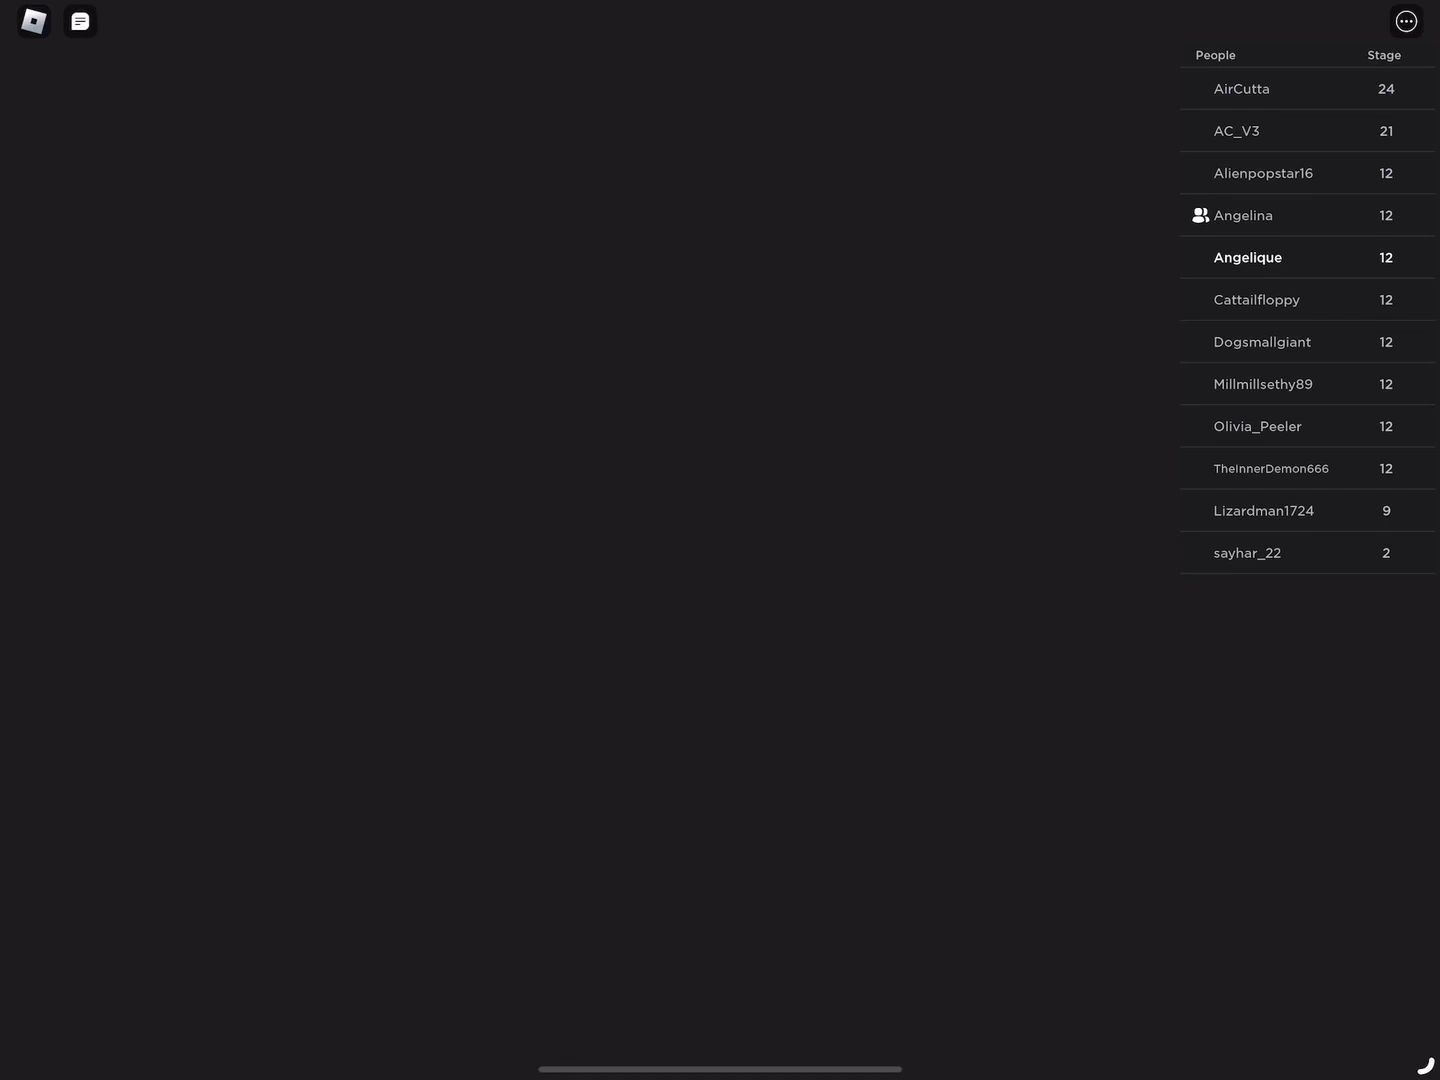 People Stage
AirCutta 24
AC_V3 21
Alienpopstar16 12
Angelina 12
Angelique 12
Cattailfloppy 12
Dogsmallgiant 12
Millmillsethy89 12
Olivia_Peeler 12
TheInnerDemon666 12
Lizardman1724 9
sayhar_22 2